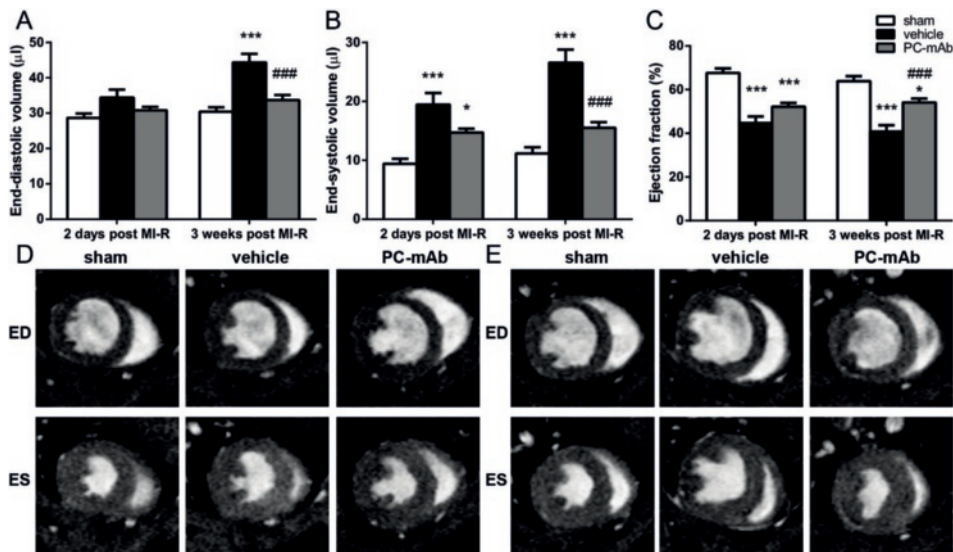 A
End-diastolic volume (µl)
50
40
30
20
10
0
***
###
2 days post MI-R
3 weeks post MI-R
B
End-systolic volume (µl)
30
20
10
0
***
*
***
###
2 days post MI-R
3 weeks post MI-R
C
sham
vehicle
PC-mAb
Ejection fraction (%)
80
60
40
20
0
***
***
***
###
*
2 days post MI-R
3 weeks post MI-R
D
sham
vehicle
PC-mAb
ED
ES
E
sham
vehicle
PC-mAb
ED
ES